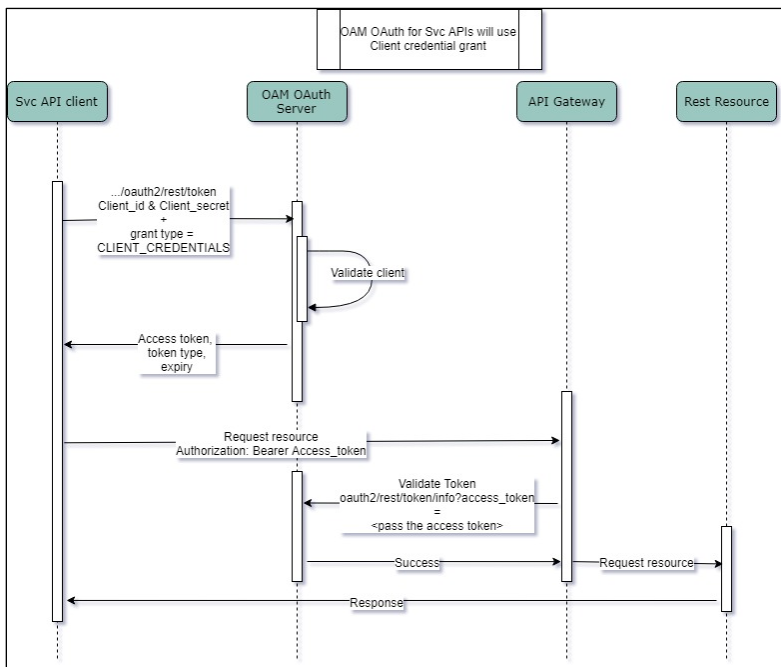 OAM OAuth for Svc APIs will use
Client credential grant
Svc API client
OAM OAuth
Server
API Gateway
Rest Resource
.../oauth2/rest/token
Client_id & Client_secret
+
grant type =
CLIENT_CREDENTIALS
Validate client
Access token,
token type,
expiry
Request resource
Authorization: Bearer Access_token
Validate Token
oauth2/rest/token/info?access_token
=
<pass the access token>
Success
Request resource
Response